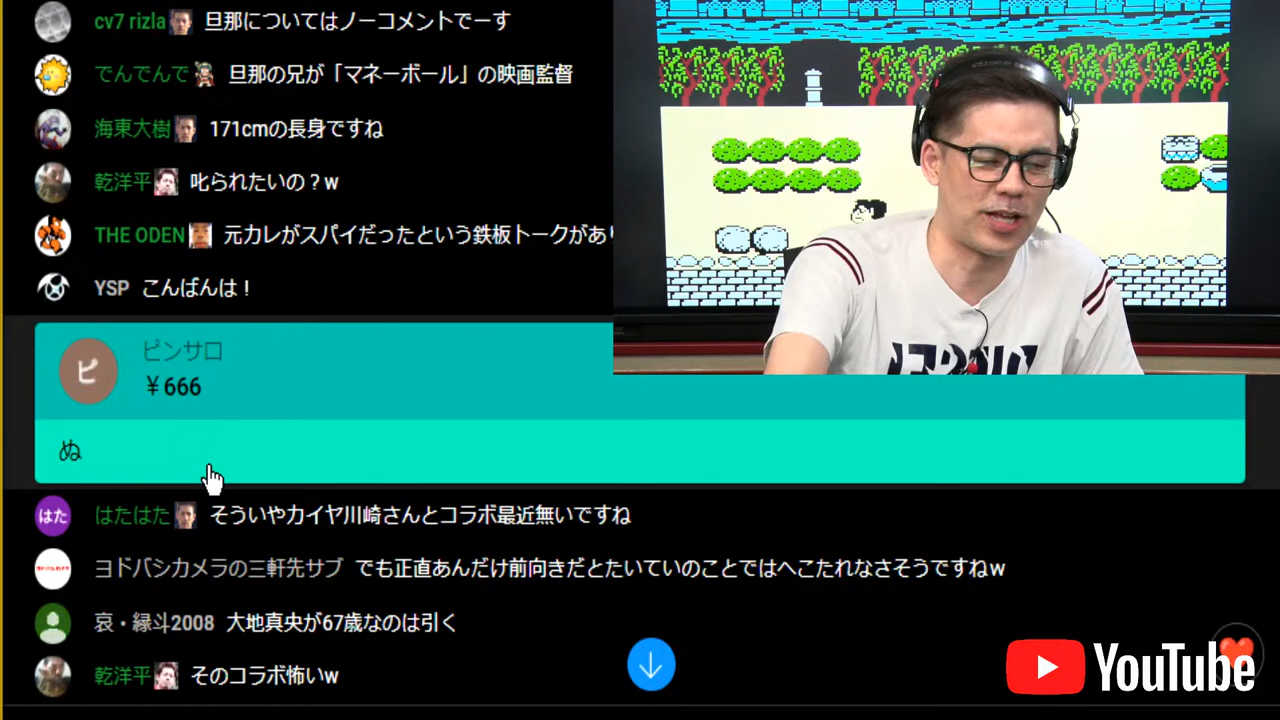 cv7 rizla 旦那についてはノーコメントでーす
でんでんで 旦那の兄が「マネーボール」の映画監督
海東大樹 171cmの長身ですね
乾洋平 叱られたいの？w
THE ODEN 元カレがスパイだったという鉄板トークがあり
YSP こんばんは！
ピ
ピンサロ
￥666
ぬ
はた はたはた そういやカイヤ川崎さんとコラボ最近無いですね
ヨドバシカメラの三軒先サブ でも正直あんだけ前向きだとたいていのことではへこたれなさそうですねw
哀・縁斗2008 大地真央が67歳なのは引く
乾洋平 そのコラボ怖いw
YouTube